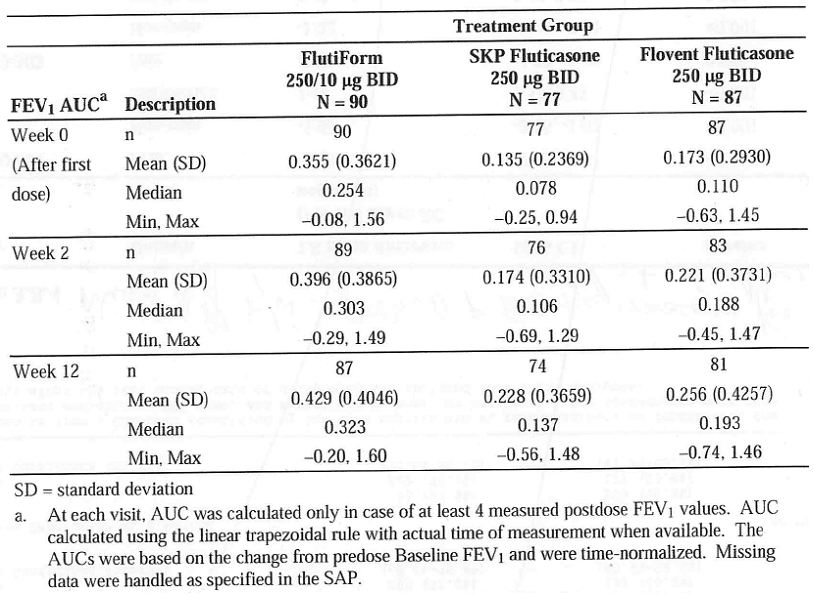 Treatment Group
FlutiForm SKP Fluticasone Flovent Fluticasone
250/10 µg BID 250 µg BID 250 µg BID
FEV₁ AUCᵃ Description N = 90 N = 77 N = 87
Week 0 n 90 77 87
(After first Mean (SD) 0.355 (0.3621) 0.135 (0.2369) 0.173 (0.2930)
dose) Median 0.254 0.078 0.110
Min, Max −0.08, 1.56 −0.25, 0.94 −0.63, 1.45
Week 2 n 89 76 83
Mean (SD) 0.396 (0.3865) 0.174 (0.3310) 0.221 (0.3731)
Median 0.303 0.106 0.188
Min, Max −0.29, 1.49 −0.69, 1.29 −0.45, 1.47
Week 12 n 87 74 81
Mean (SD) 0.429 (0.4046) 0.228 (0.3659) 0.256 (0.4257)
Median 0.323 0.137 0.193
Min, Max −0.20, 1.60 −0.56, 1.48 −0.74, 1.46
SD = standard deviation
a. At each visit, AUC was calculated only in case of at least 4 measured postdose FEV₁ values. AUC
calculated using the linear trapezoidal rule with actual time of measurement when available. The
AUCs were based on the change from predose Baseline FEV₁ and were time-normalized. Missing
data were handled as specified in the SAP.